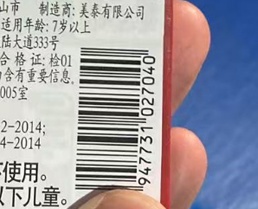 山市 制造商：美泰有限公司
适用年龄：7岁以上
陆大道333号
合格证：检01
含有重要信息，
005室
2-2014;
4-2014
使用。
以下儿童。
947731 027040